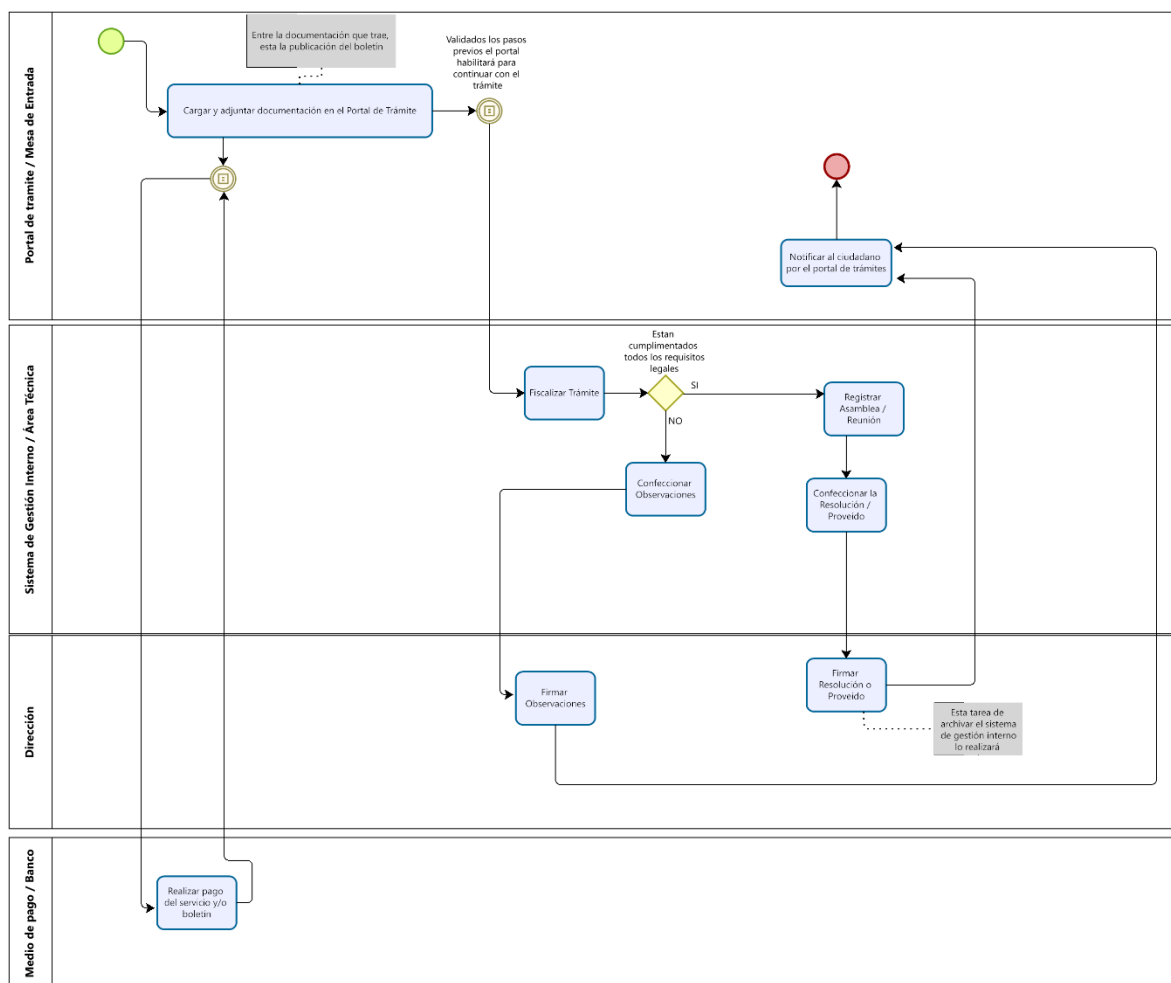 Portal de tramite / Mesa de Entrada
Entre la documentación que trae,
esta la publicación del boletin
Validados los pasos
previos el portal
habilitará para
continuar con el
trámite
Cargar y adjuntar documentación en el Portal de Trámite
Notificar al ciudadano
por el portal de trámites
Sistema de Gestión Interno / Área Técnica
Estan
cumplimentados
todos los requisitos
legales
Fiscalizar Trámite
SI
NO
Registrar
Asamblea /
Reunión
Confeccionar
Observaciones
Confeccionar la
Resolución /
Proveido
Dirección
Firmar
Observaciones
Firmar
Resolución o
Proveido
Esta tarea de
archivar el sistema
de gestión interno
lo realizará
Medio de pago / Banco
Realizar pago
del servicio y/o
boletin